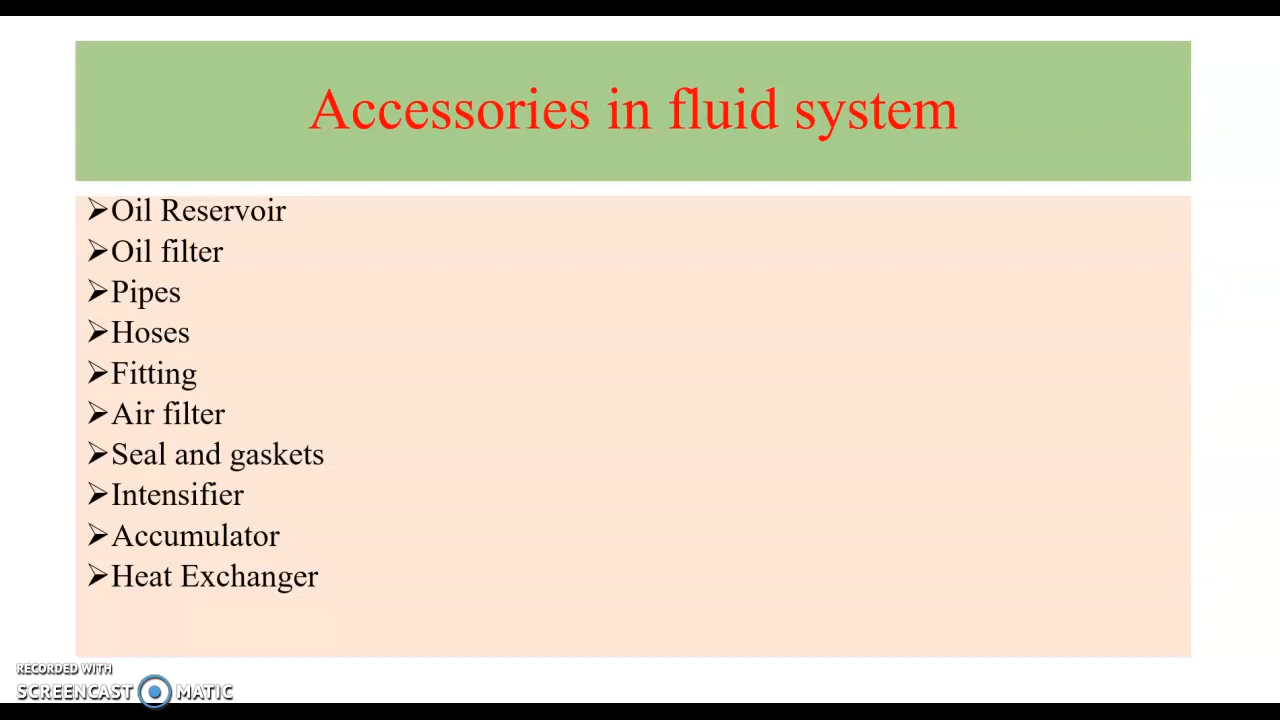 Accessories in fluid system
➢Oil Reservoir
➢Oil filter
➢Pipes
➢Hoses
➢Fitting
➢Air filter
➢Seal and gaskets
➢Intensifier
➢Accumulator
➢Heat Exchanger
RECORDED WITH
SCREENCAST MATIC